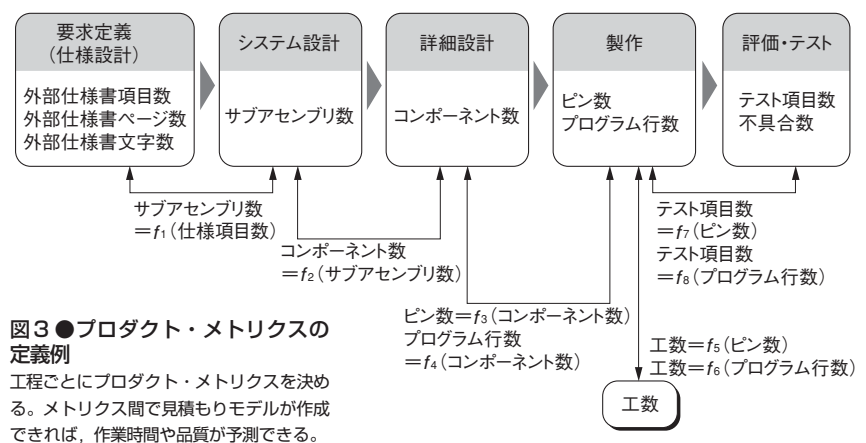 要求定義
(仕様設計)
外部仕様書項目数
外部仕様書ページ数
外部仕様書文字数
システム設計
サブアセンブリ数
詳細設計
コンポーネント数
製作
ピン数
プログラム行数
評価・テスト
テスト項目数
不具合数
サブアセンブリ数
=f1(仕様項目数)
コンポーネント数
=f2(サブアセンブリ数)
ピン数=f3(コンポーネント数)
プログラム行数
=f4(コンポーネント数)
テスト項目数
=f7(ピン数)
テスト項目数
=f8(プログラム行数)
工数=f5(ピン数)
工数=f6(プログラム行数)
工数
図3●プロダクト・メトリクスの
定義例
工程ごとにプロダクト・メトリクスを決め
る。メトリクス間で見積もりモデルが作成
できれば,作業時間や品質が予測できる。